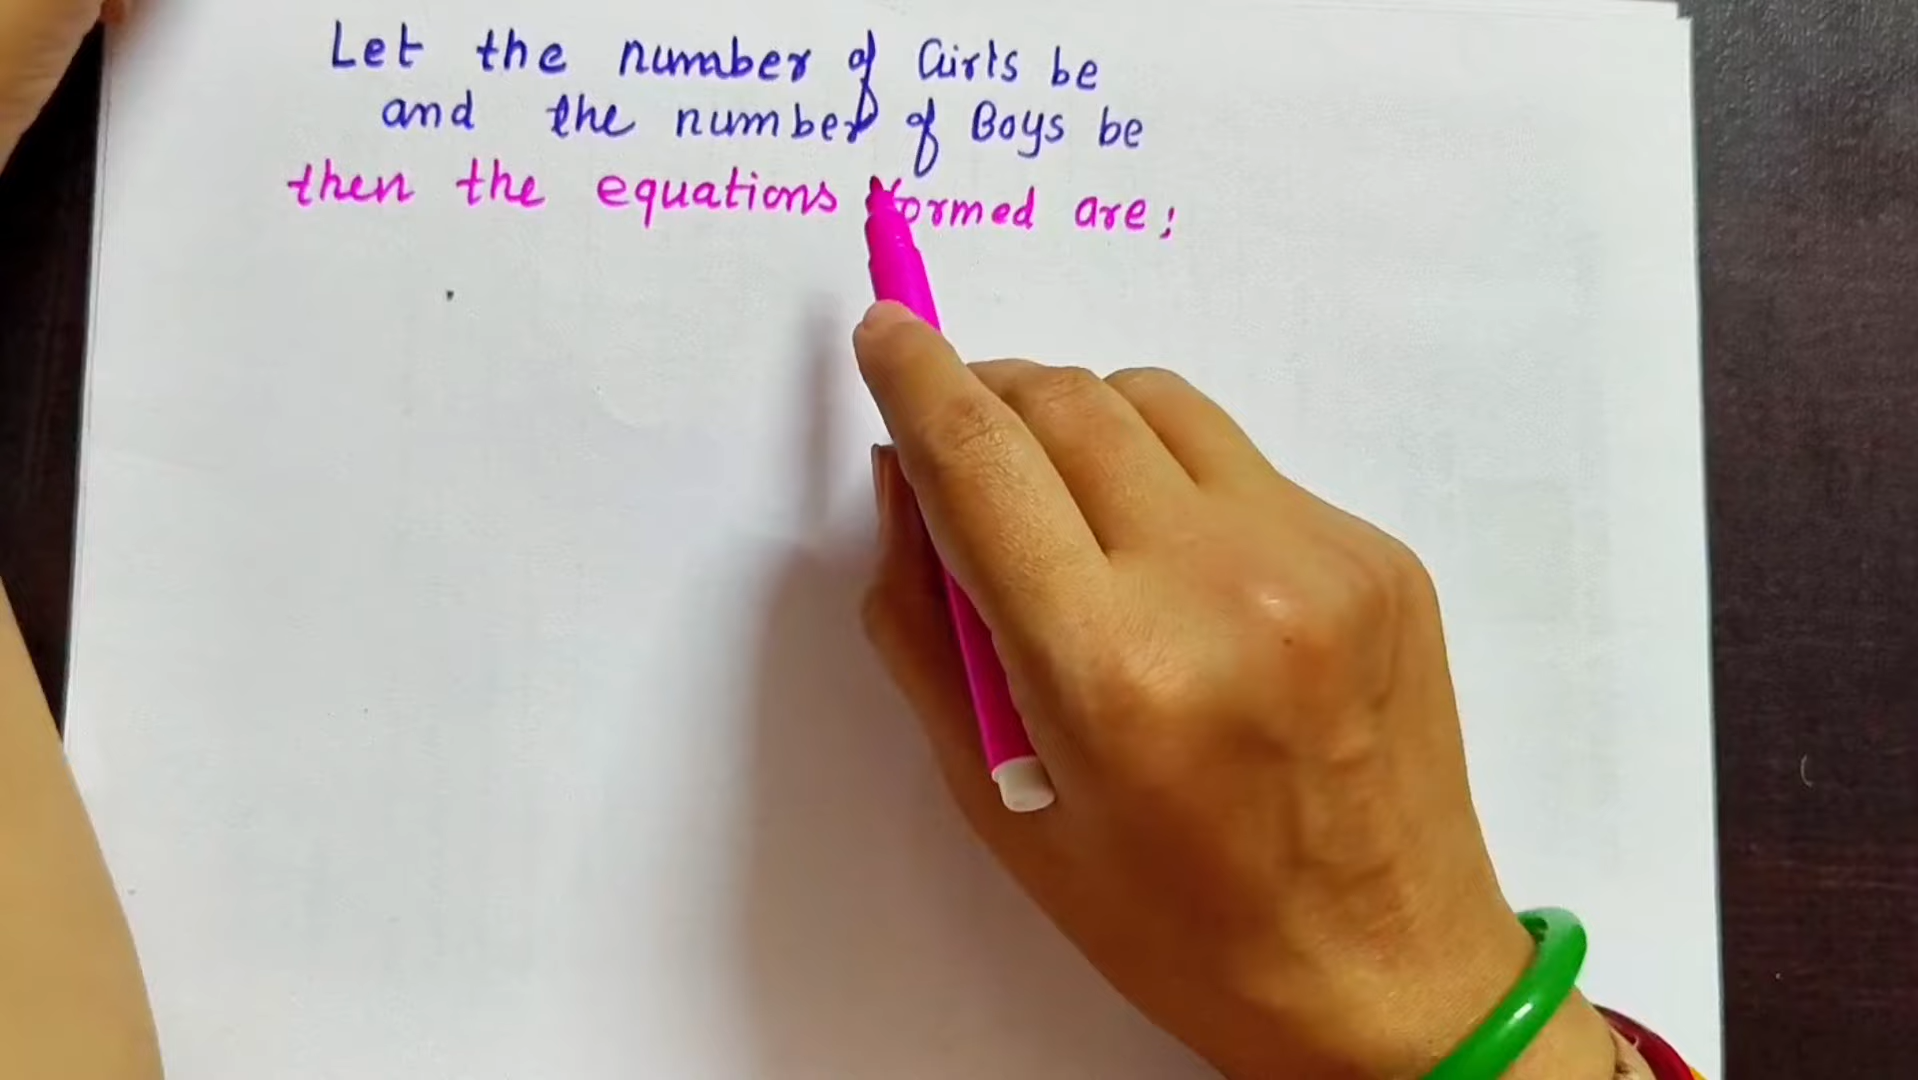 Let the number of Girls be
and the number of Boys be
then the equations formed are: